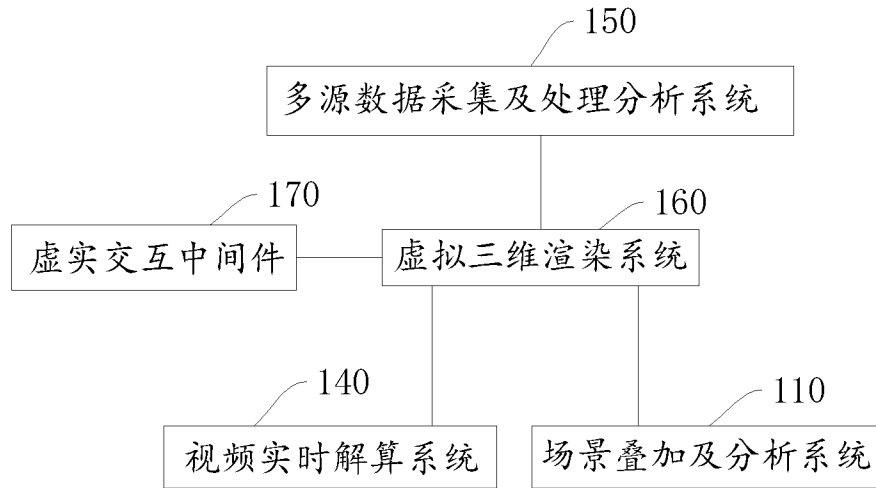 150
多源数据采集及处理分析系统
170
160
虚实交互中间件
虚拟三维渲染系统
140
110
视频实时解算系统
场景叠加及分析系统